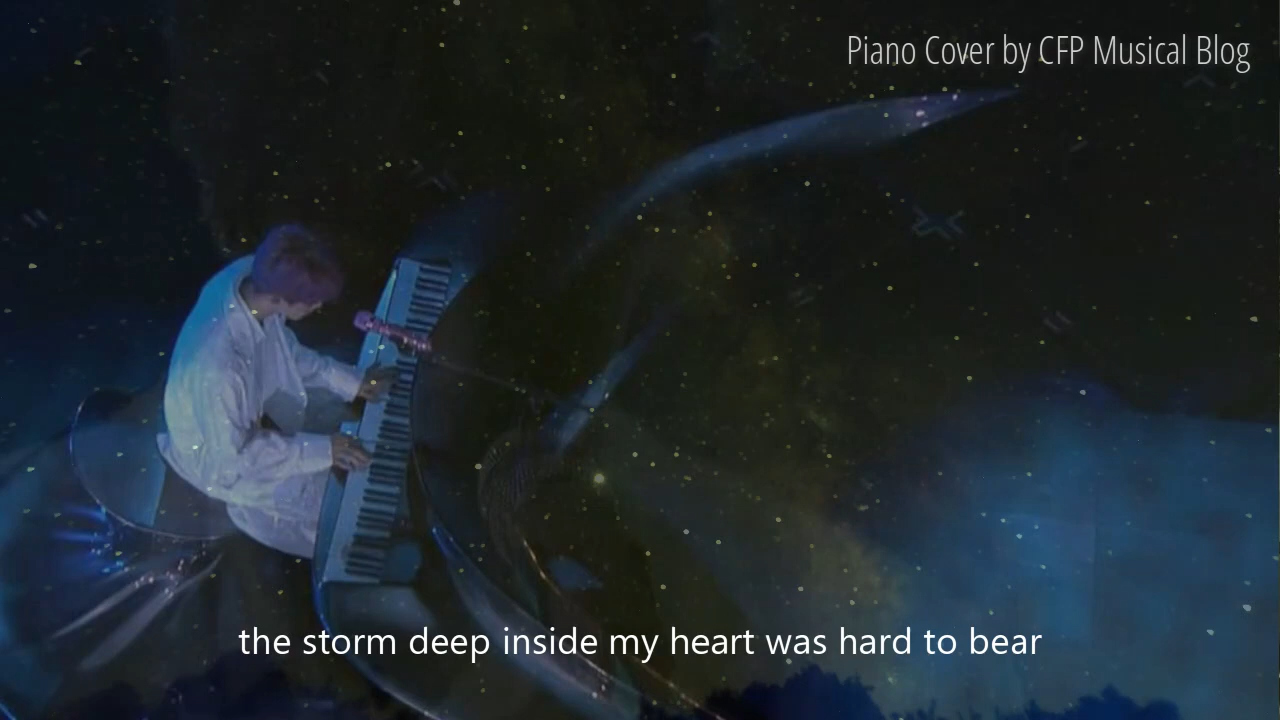 Piano Cover by CFP Musical Blog
the storm deep inside my heart was hard to bear